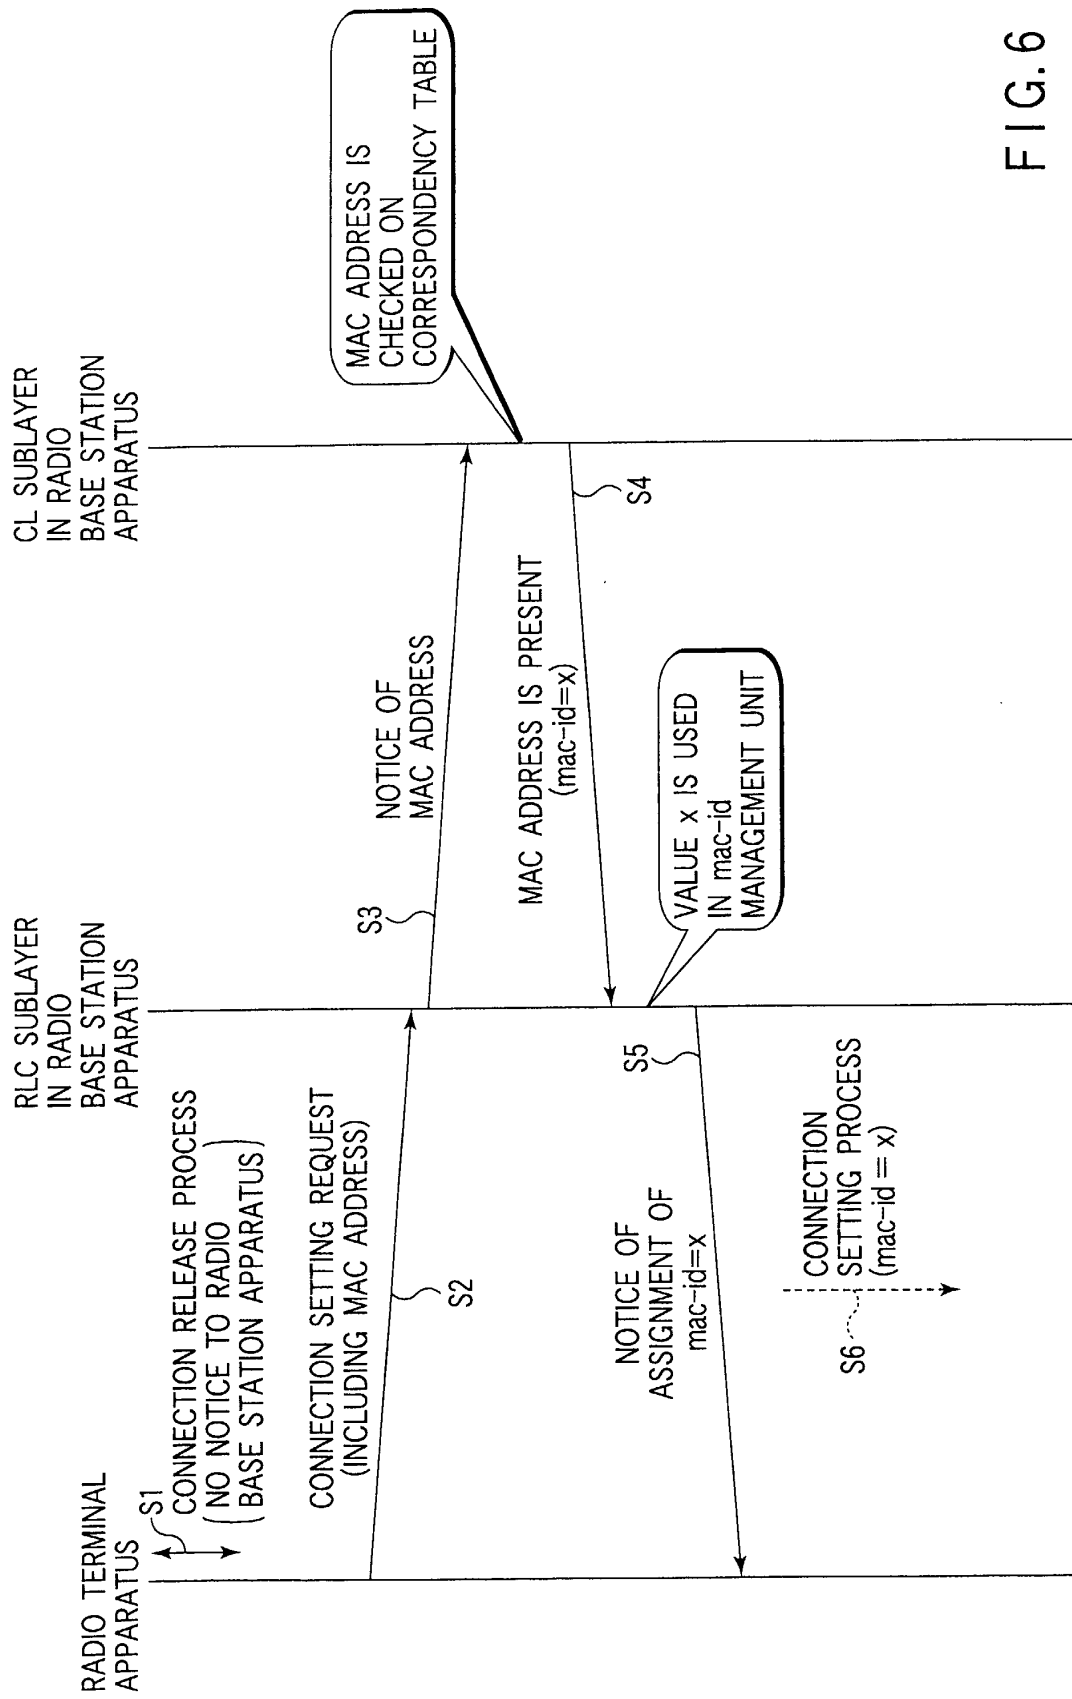 RADIO TERMINAL
APPARATUS
RLC SUBLAYER
IN RADIO
BASE STATION
APPARATUS
CL SUBLAYER
IN RADIO
BASE STATION
APPARATUS
S1
CONNECTION RELEASE PROCESS
(NO NOTICE TO RADIO
BASE STATION APPARATUS)
CONNECTION SETTING REQUEST
(INCLUDING MAC ADDRESS)
S2
S3
NOTICE OF
MAC ADDRESS
MAC ADDRESS IS
CHECKED ON
CORRESPONDENCY TABLE
MAC ADDRESS IS PRESENT
(mac-id=x)
S4
VALUE x IS USED
IN mac-id
MANAGEMENT UNIT
S5
NOTICE OF
ASSIGNMENT OF
mac-id=x
S6
CONNECTION
SETTING PROCESS
(mac-id = x)
FIG. 6